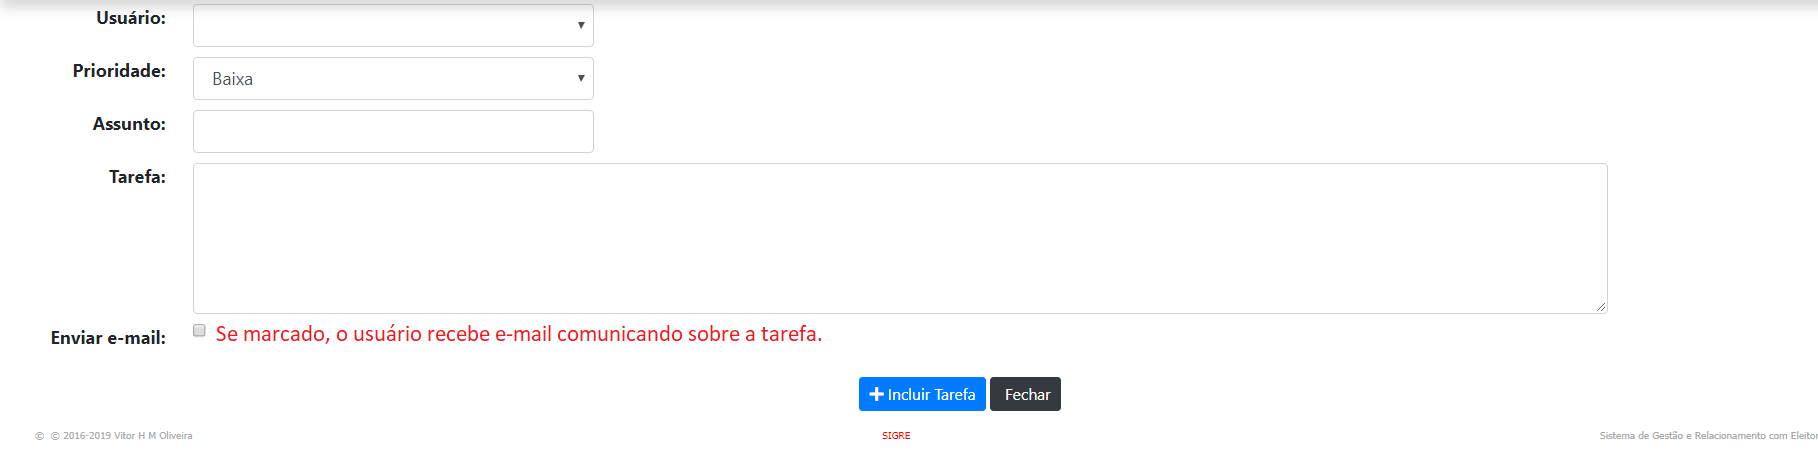 Usuário:
Prioridade:
Baixa
Assunto:
Tarefa:
Enviar e-mail:
Se marcado, o usuário recebe e-mail comunicando sobre a tarefa.
Incluir Tarefa
Fechar
© © 2016-2019 Vitor H M Oliveira
SIGRE
Sistema de Gestão e Relacionamento com Eleitor